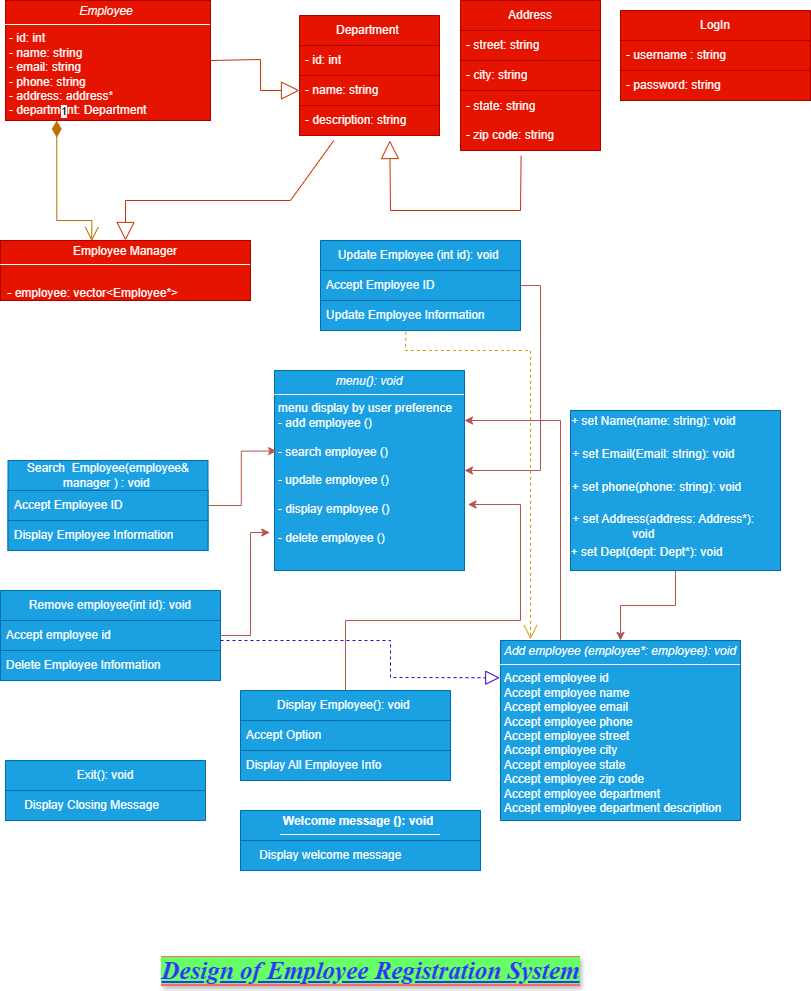 Employee
- id: int
- name: string
- email: string
- phone: string
- address: address*
- department: Department
1
Department
- id: int
- name: string
- description: string
Address
- street: string
- city: string
- state: string
- zip code: string
LogIn
- username : string
- password: string
Employee Manager
- employee: vector<Employee*>
Update Employee (int id): void
Accept Employee ID
Update Employee Information
menu(): void
menu display by user preference
- add employee ()
- search employee ()
- update employee ()
- display employee ()
- delete employee ()
+ set Name(name: string): void
+ set Email(Email: string): void
+ set phone(phone: string): void
+ set Address(address: Address*):
void
+ set Dept(dept: Dept*): void
Search Employee(employee&
manager ) : void
Accept Employee ID
Display Employee Information
Remove employee(int id): void
Accept employee id
Delete Employee Information
Add employee (employee*: employee): void
Accept employee id
Accept employee name
Accept employee email
Accept employee phone
Accept employee street
Accept employee city
Accept employee state
Accept employee zip code
Accept employee department
Accept employee department description
Display Employee(): void
Accept Option
Display All Employee Info
Exit(): void
Display Closing Message
Welcome message (): void
Display welcome message
Design of Employee Registration System